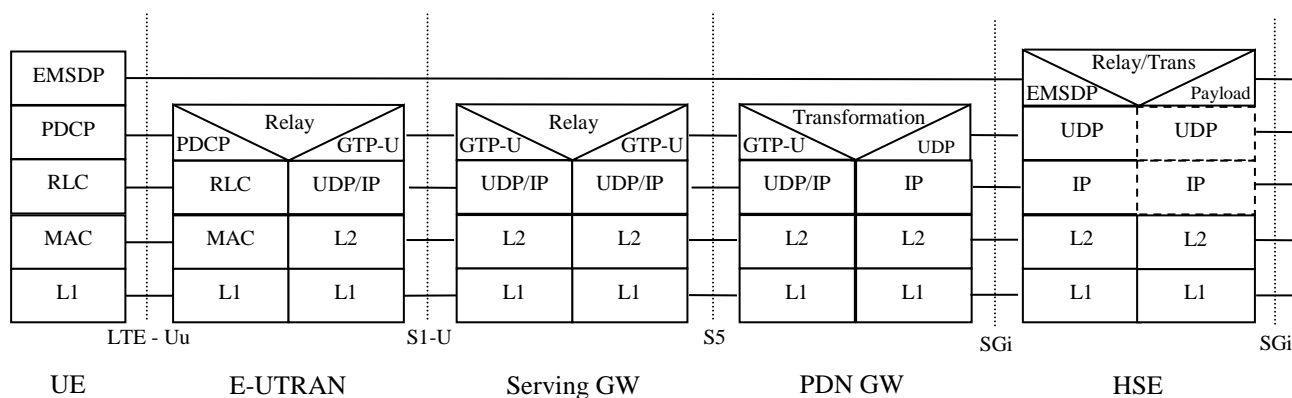 EMSDP
PDCP
RLC
MAC
L1
LTE - Uu
UE
Relay
PDCP GTP-U
RLC UDP/IP
MAC L2
L1 L1
S1-U
E-UTRAN
Relay
GTP-U GTP-U
UDP/IP UDP/IP
L2 L2
L1 L1
S5
Serving GW
Transformation
GTP-U UDP
UDP/IP IP
L2 L2
L1 L1
SGi
PDN GW
Relay/Trans
EMSDP Payload
UDP UDP
IP IP
L2 L2
L1 L1
SGi
HSE